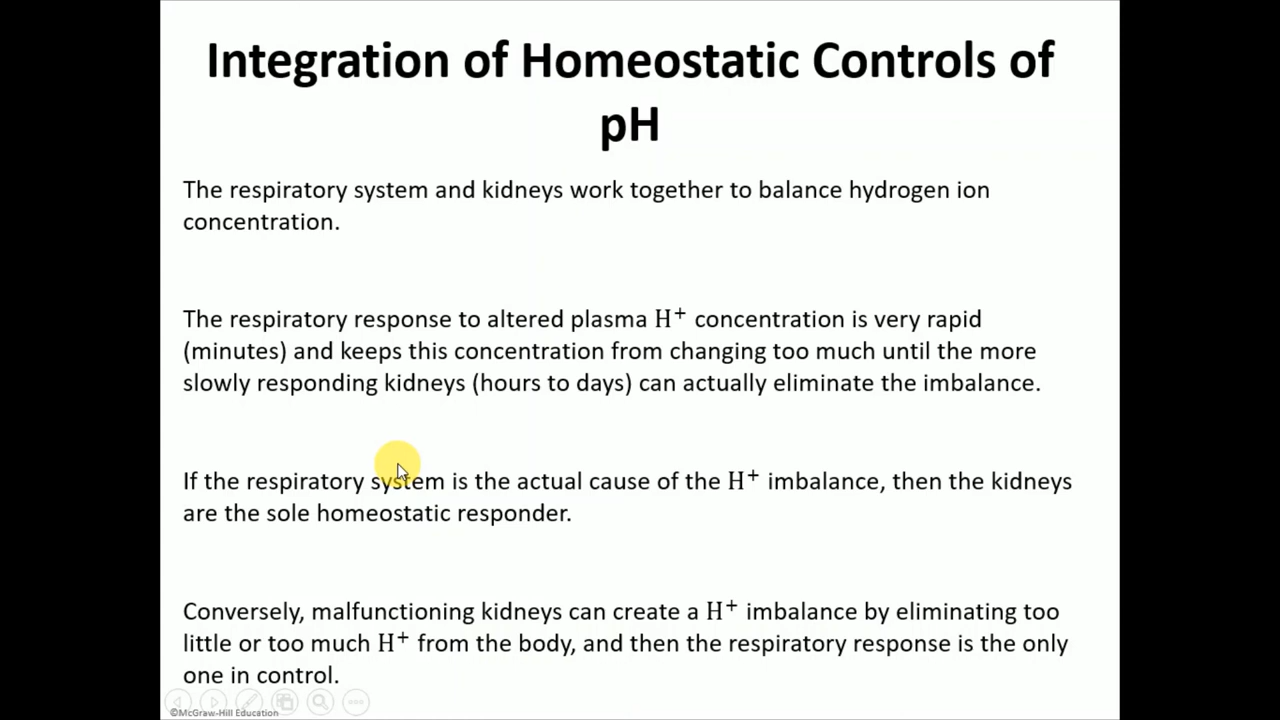 Integration of Homeostatic Controls of
pH
The respiratory system and kidneys work together to balance hydrogen ion
concentration.
The respiratory response to altered plasma H⁺ concentration is very rapid
(minutes) and keeps this concentration from changing too much until the more
slowly responding kidneys (hours to days) can actually eliminate the imbalance.
If the respiratory system is the actual cause of the H⁺ imbalance, then the kidneys
are the sole homeostatic responder.
Conversely, malfunctioning kidneys can create a H⁺ imbalance by eliminating too
little or too much H⁺ from the body, and then the respiratory response is the only
one in control.
©McGraw-Hill Education